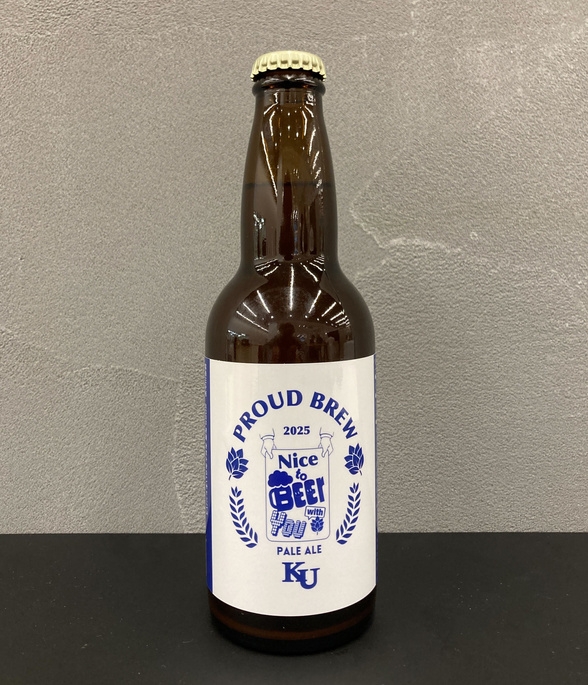 PROUD BREW
2025
Nice
to
BEER
with
YOU
PALE ALE
KU